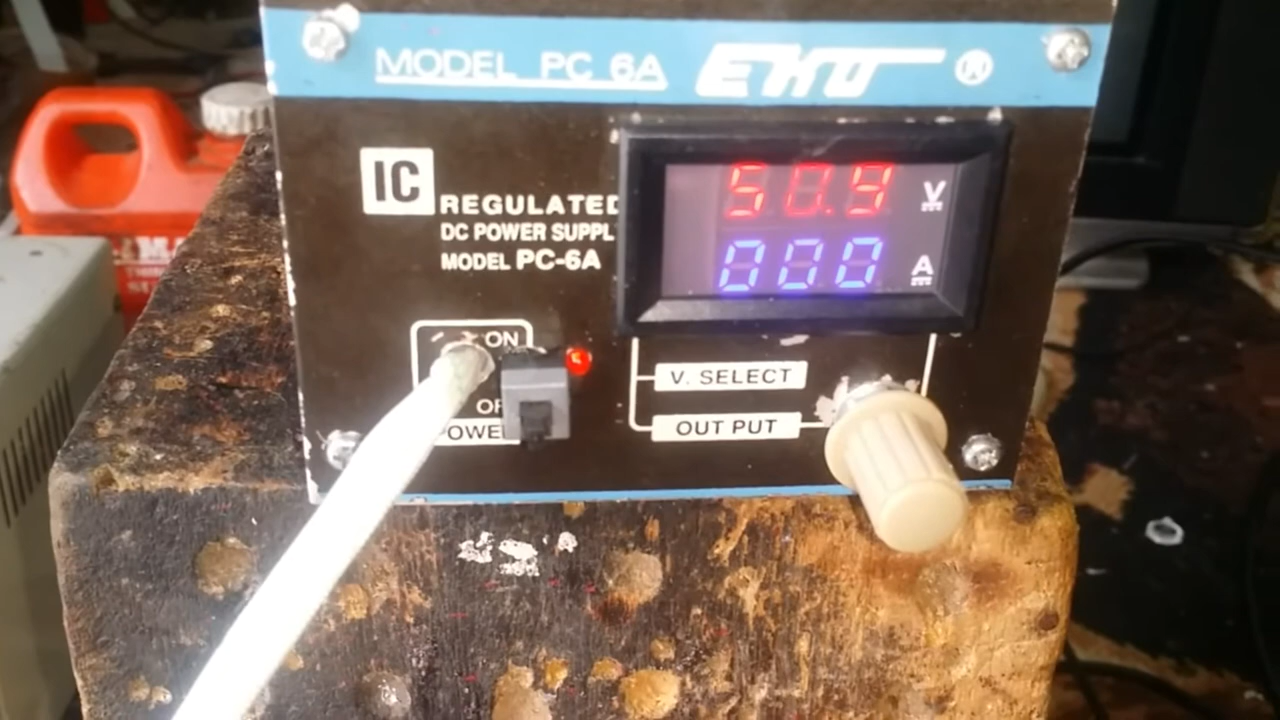 MODEL PC 6A EKO ®
IC
REGULATED
DC POWER SUPPL
MODEL PC-6A
50.9 V
000 A
ON
OF
POWE
V. SELECT
OUT PUT